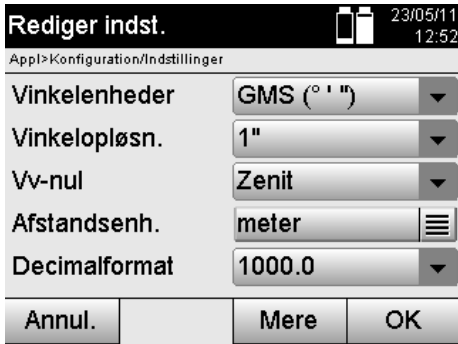 Rediger indst.
23/05/11
12:52
Appl>Konfiguration/Indstillinger
Vinkelenheder GMS (° ' ")
Vinkelopløsn. 1"
Vv-nul Zenit
Afstandsenh. meter
Decimalformat 1000.0
Annul. Mere OK